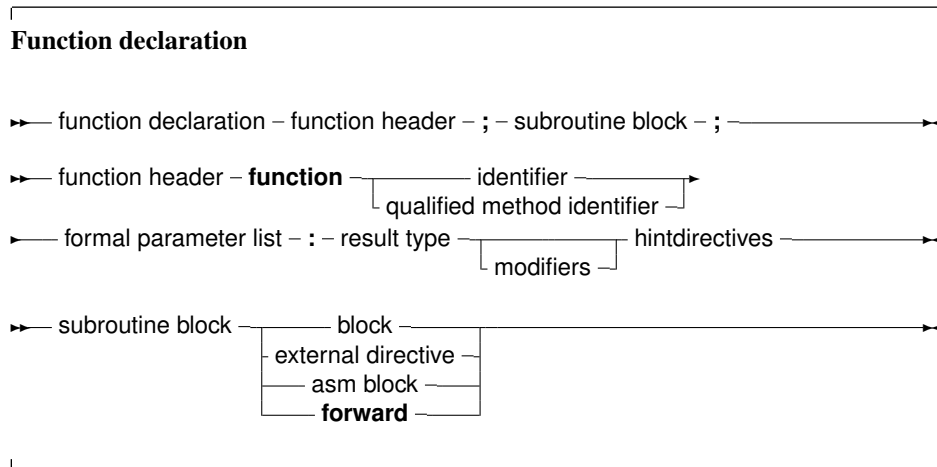 Function declaration
function declaration function header ; subroutine block ;
function header function identifier
qualified method identifier
formal parameter list : result type hintdirectives
modifiers
subroutine block block
external directive
asm block
forward